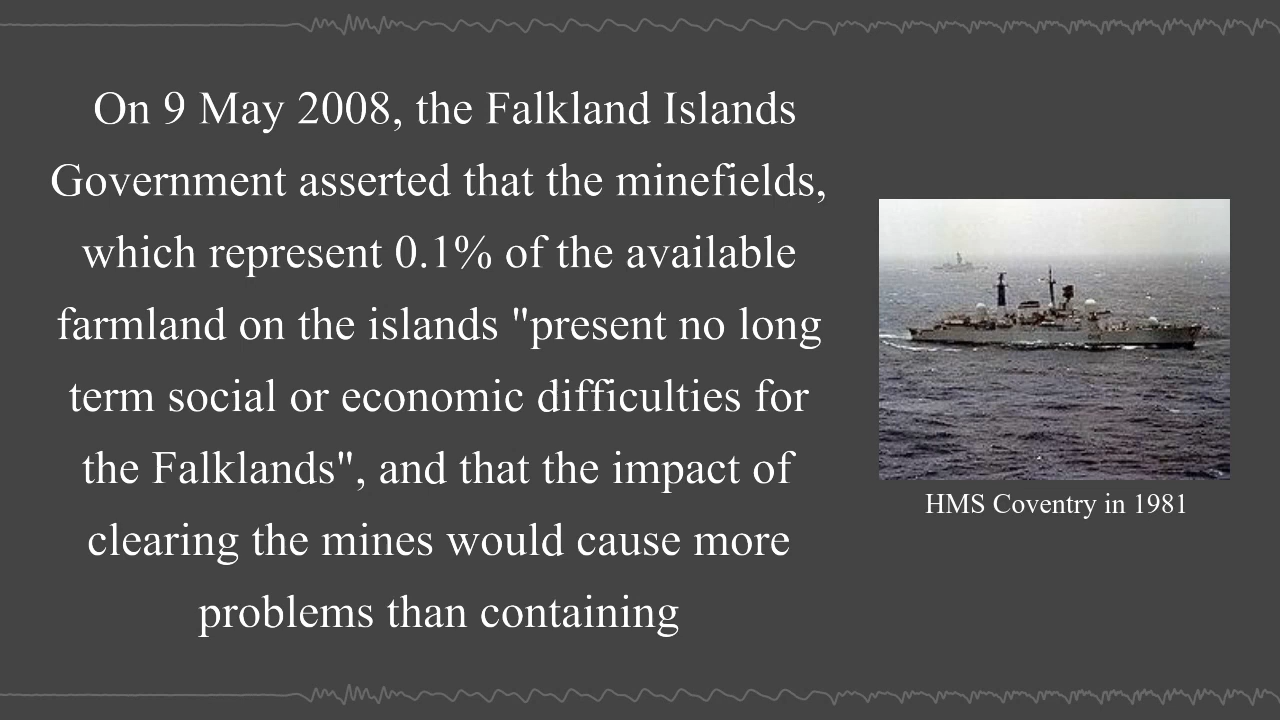 On 9 May 2008, the Falkland Islands
Government asserted that the minefields,
which represent 0.1% of the available
farmland on the islands "present no long
term social or economic difficulties for
the Falklands", and that the impact of
clearing the mines would cause more
problems than containing
HMS Coventry in 1981